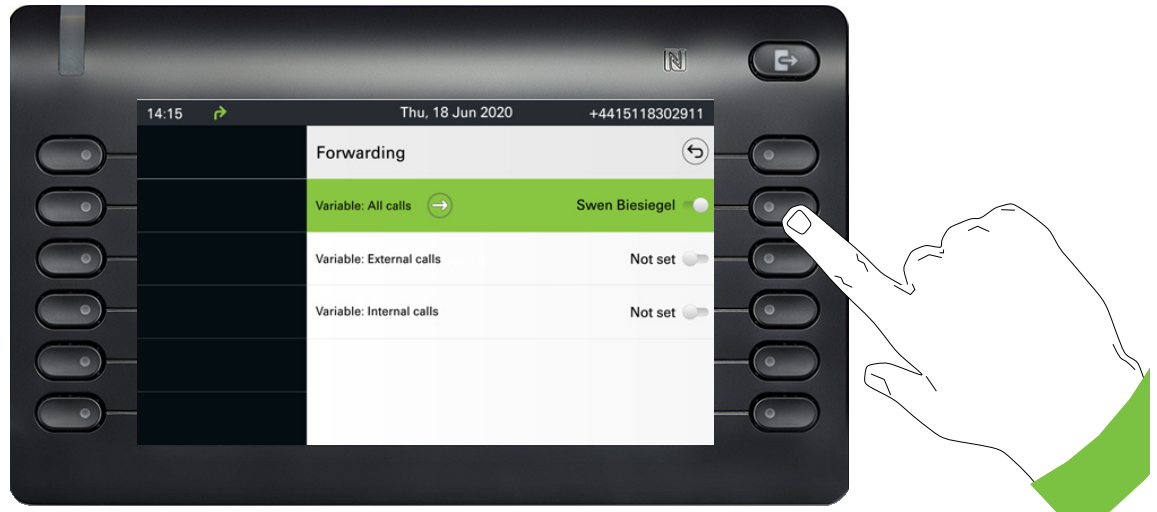 14:15 Thu, 18 Jun 2020 +4415118302911
Forwarding
Variable: All calls Swen Biesiegel
Variable: External calls Not set
Variable: Internal calls Not set